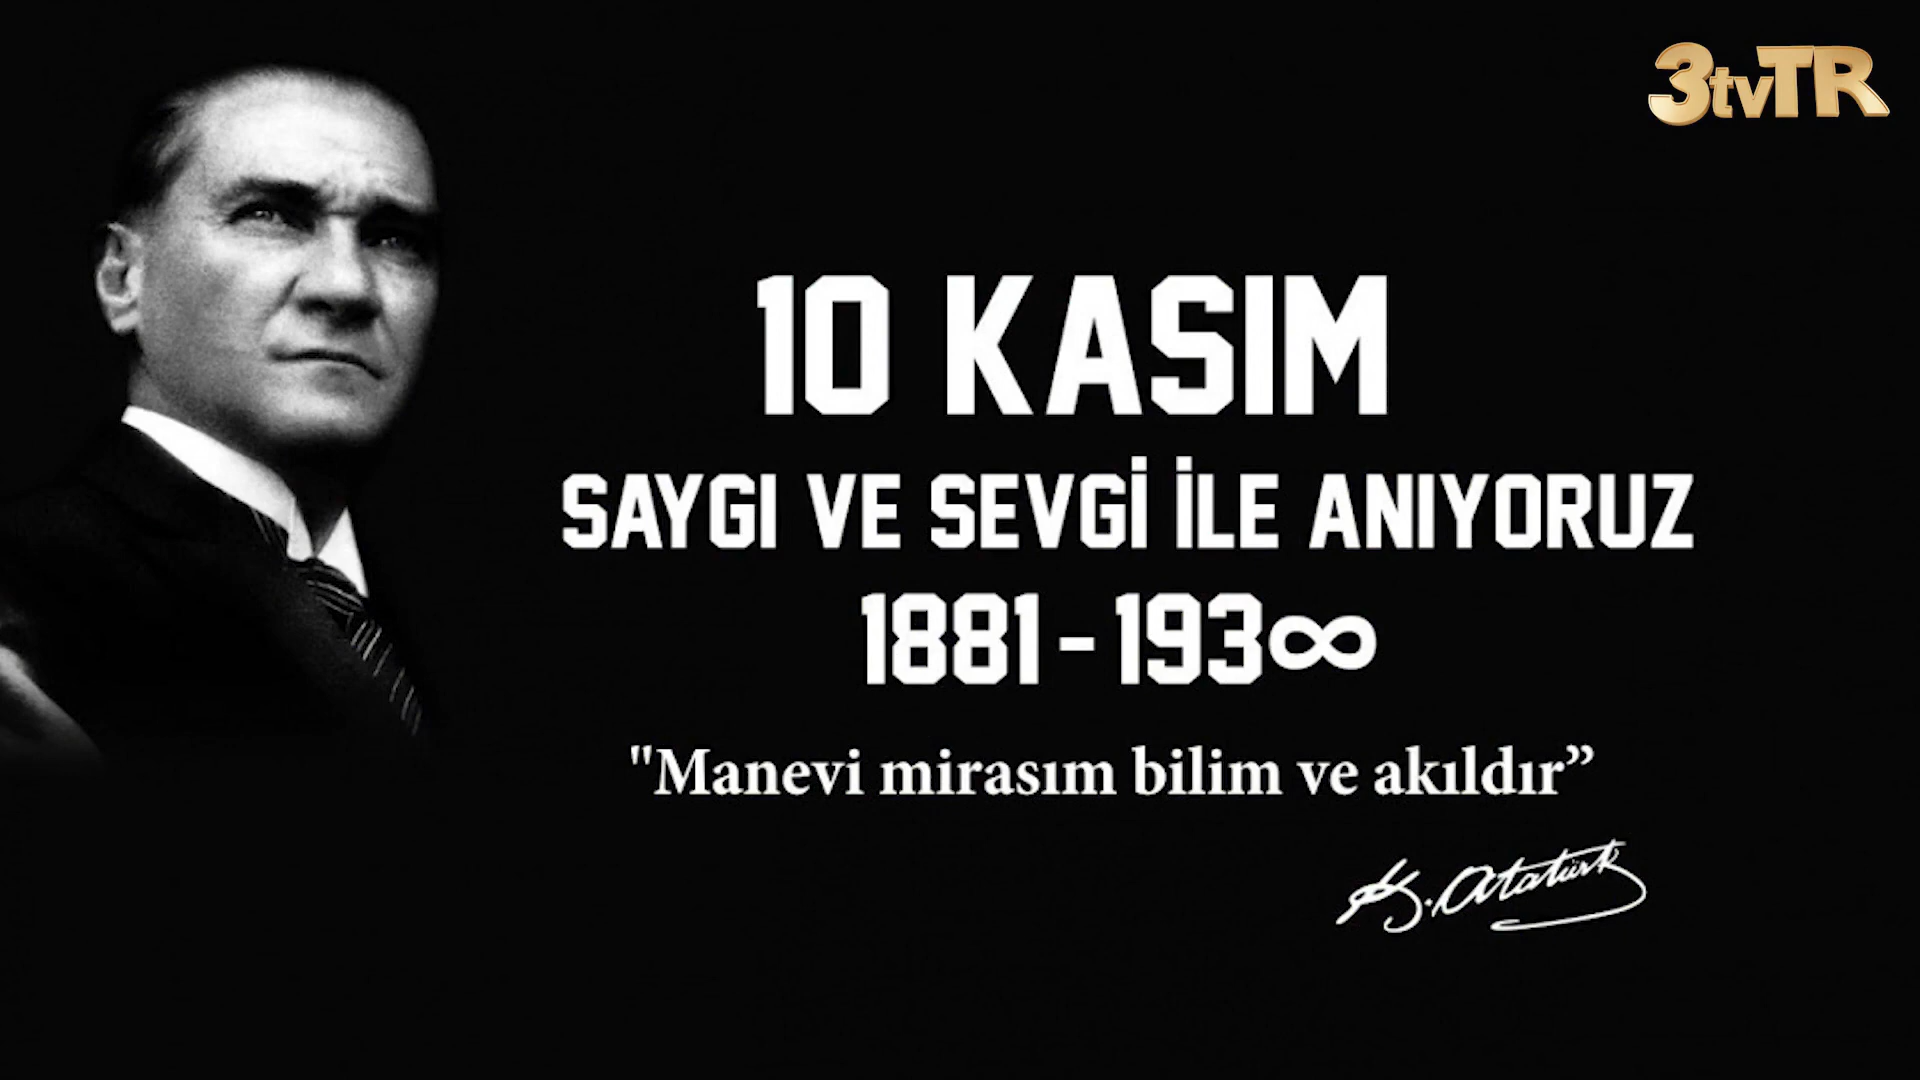 3tvTR
10 KASIM
SAYGI VE SEVGİ İLE ANIYORUZ
1881 - 193∞
"Manevi mirasım bilim ve akıldır”
K. Atatürk